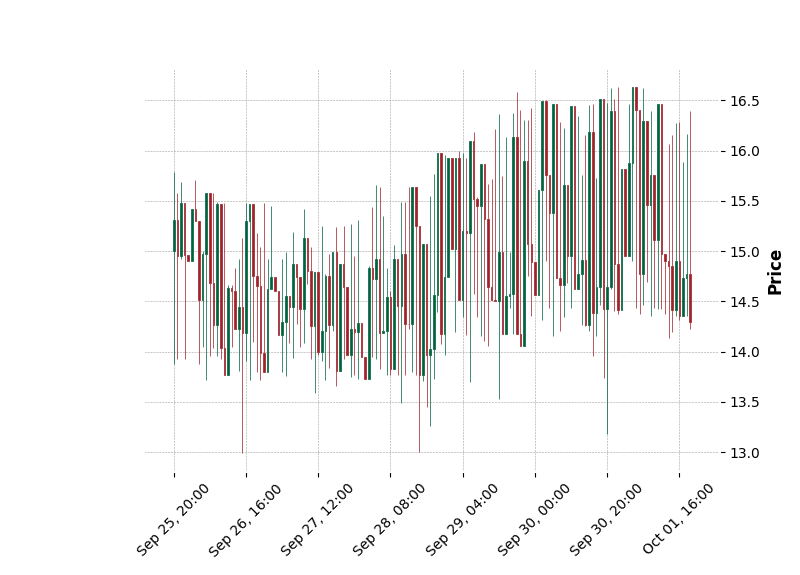 16.5
16.0
15.5
15.0
14.5
14.0
13.5
13.0
Price
Sep 25, 20:00
Sep 26, 16:00
Sep 27, 12:00
Sep 28, 08:00
Sep 29, 04:00
Sep 30, 00:00
Sep 30, 20:00
Oct 01, 16:00